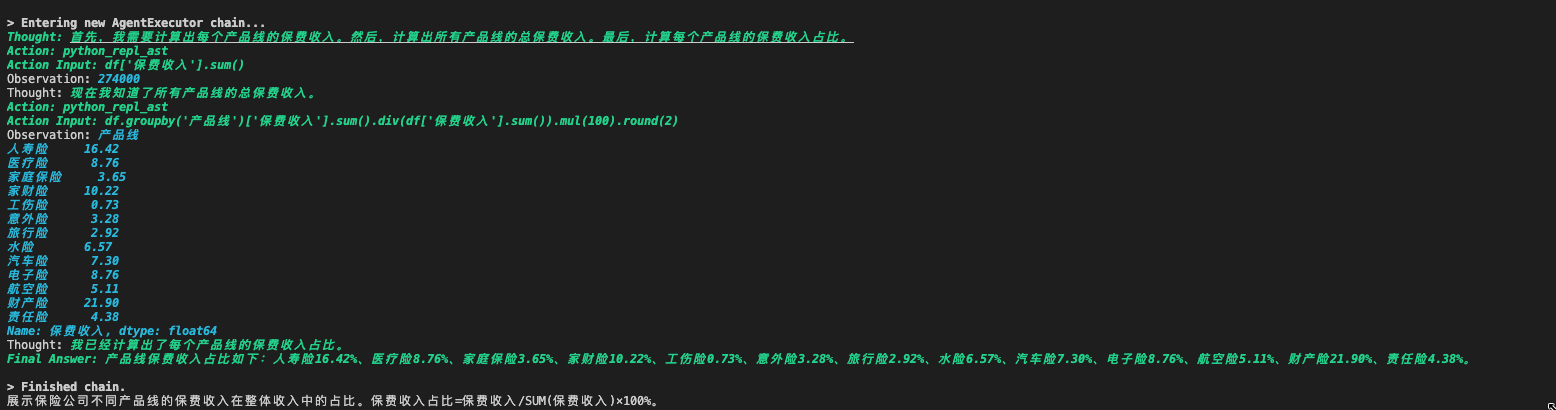 > Entering new AgentExecutor chain...
Thought: 首先，我需要计算出每个产品线的保费收入。然后，计算出所有产品线的总保费收入。最后，计算每个产品线的保费收入占比。
Action: python_repl_ast
Action Input: df['保费收入'].sum()
Observation: 274000
Thought: 现在我知道了所有产品线的总保费收入。
Action: python_repl_ast
Action Input: df.groupby('产品线')['保费收入'].sum().div(df['保费收入'].sum()).mul(100).round(2)
Observation: 产品线
人寿险 16.42
医疗险 8.76
家庭保险 3.65
家财险 10.22
工伤险 0.73
意外险 3.28
旅行险 2.92
水险 6.57
汽车险 7.30
电子险 8.76
航空险 5.11
财产险 21.90
责任险 4.38
Name: 保费收入, dtype: float64
Thought: 我已经计算出了每个产品线的保费收入占比。
Final Answer: 产品线保费收入占比如下：人寿险16.42%、医疗险8.76%、家庭保险3.65%、家财险10.22%、工伤险0.73%、意外险3.28%、旅行险2.92%、水险6.57%、汽车险7.30%、电子险8.76%、航空险5.11%、财产险21.90%、责任险4.38%。
> Finished chain.
展示保险公司不同产品线的保费收入在整体收入中的占比。保费收入占比=保费收入/SUM(保费收入)×100%。